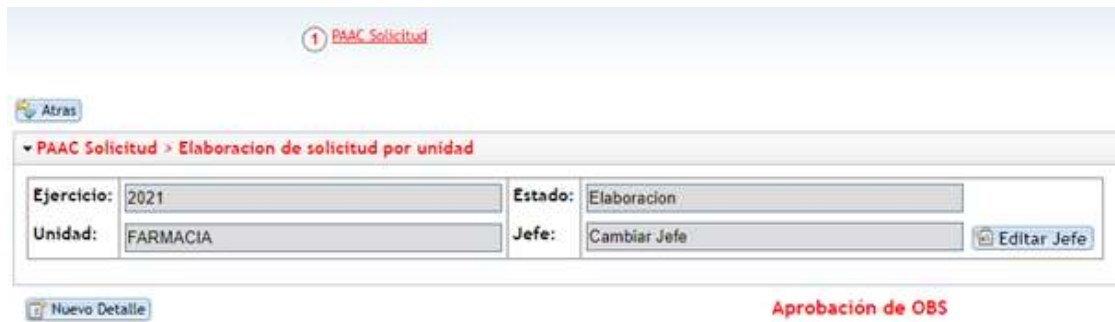 1 PAAC Solicitud
Atras
PAAC Solicitud > Elaboracion de solicitud por unidad
Ejercicio: 2021 Estado: Elaboracion
Unidad: FARMACIA Jefe: Cambiar Jefe Editar Jefe
Nuevo Detalle Aprobación de OBS